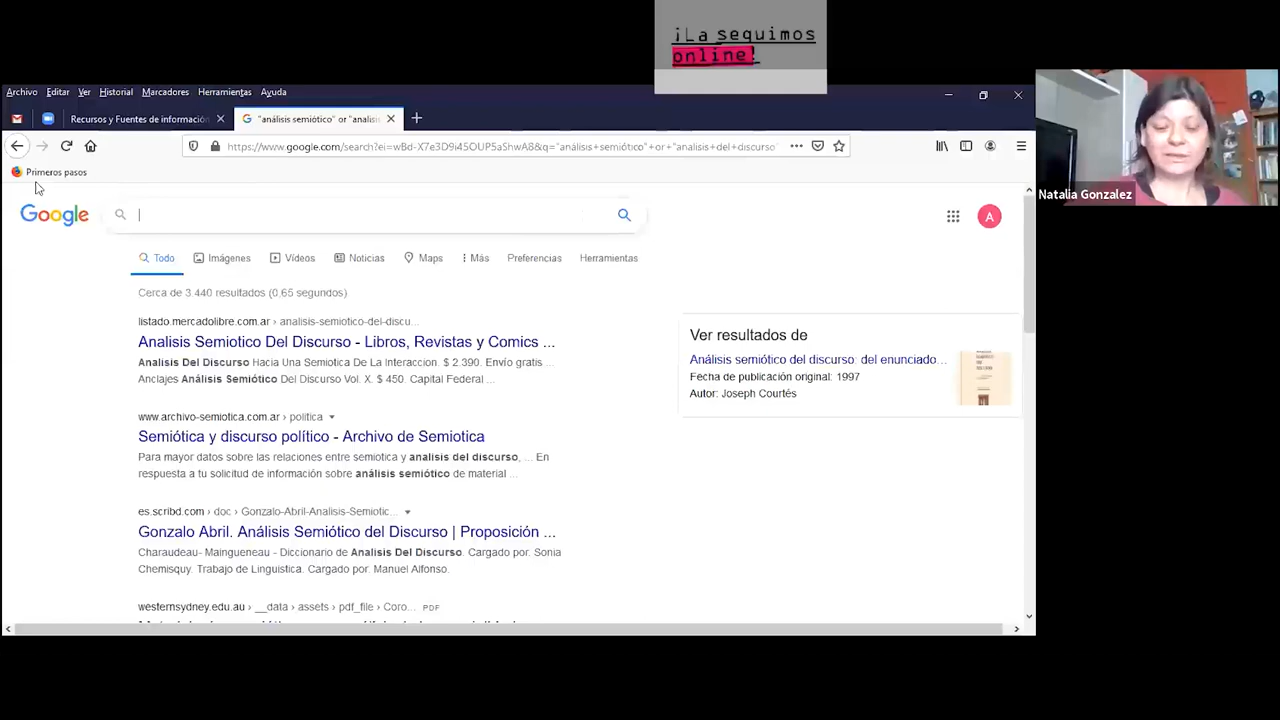 ¡La seguimos
online!
Archivo Editar Ver Historial Marcadores Herramientas Ayuda
Recursos y Fuentes de información
"análisis semiótico" or "analisis
https://www.google.com/search?ei=wBd-X7e3D9i45OUP5aShwA8&q="análisis+semiótico"+or+"analisis+del+discurso"
Primeros pasos
Natalia Gonzalez
Google
A
Todo Imágenes Vídeos Noticias Maps Más Preferencias Herramientas
Cerca de 3.440 resultados (0,65 segundos)
listado.mercadolibre.com.ar › analisis-semiotico-del-discu...
Analisis Semiotico Del Discurso - Libros, Revistas y Comics ...
Analisis Del Discurso Hacia Una Semiotica De La Interaccion. $ 2.390. Envío gratis ...
Anclajes Análisis Semiótico Del Discurso Vol. X. $ 450. Capital Federal ...
Ver resultados de
Análisis semiótico del discurso: del enunciado...
Fecha de publicación original: 1997
Autor: Joseph Courtés
www.archivo-semiotica.com.ar › politica
Semiótica y discurso político - Archivo de Semiotica
Para mayor datos sobre las relaciones entre semiotica y analisis del discurso, ... En
respuesta a tu solicitud de información sobre análisis semiótico de material ...
es.scribd.com › doc › Gonzalo-Abril-Analisis-Semiotic...
Gonzalo Abril. Análisis Semiótico del Discurso | Proposición ...
Charaudeau- Maingueneau - Diccionario de Analisis Del Discurso. Cargado por. Sonia
Chemisquy. Trabajo de Linguistica. Cargado por. Manuel Alfonso.
westernsydney.edu.au › __data › assets › pdf_file › Coro... PDF